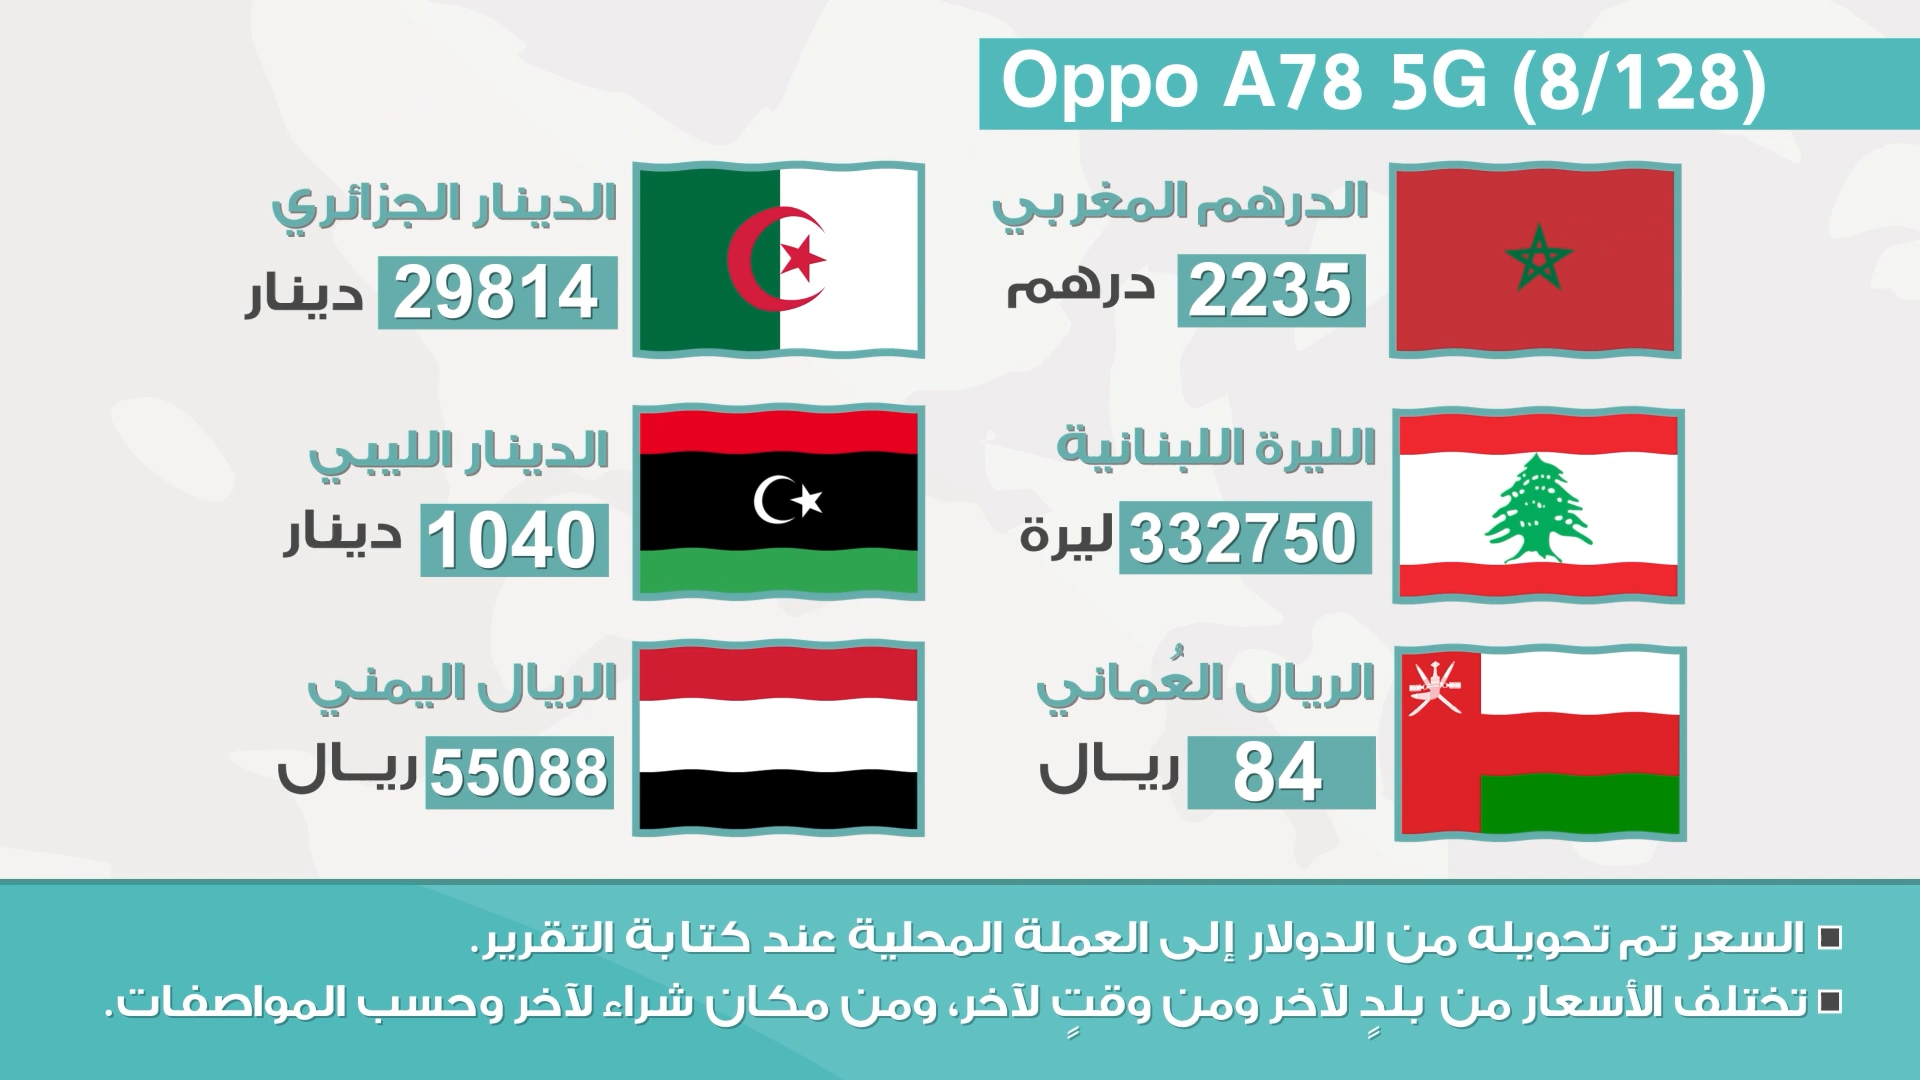 Oppo A78 5G (8/128)
الدرهم المغربي
2235 درهم
الدينار الجزائري
29814 دينار
الليرة اللبنانية
332750 ليرة
الدينار الليبي
1040 دينار
الريال العُماني
84 ريـال
الريال اليمني
55088 ريـال
▪ السعر تم تحويله من الدولار إلى العملة المحلية عند كتابة التقرير.
▪ تختلف الأسعار من بلدٍ لآخر ومن وقتٍ لآخر، ومن مكان شراء لآخر وحسب المواصفات.